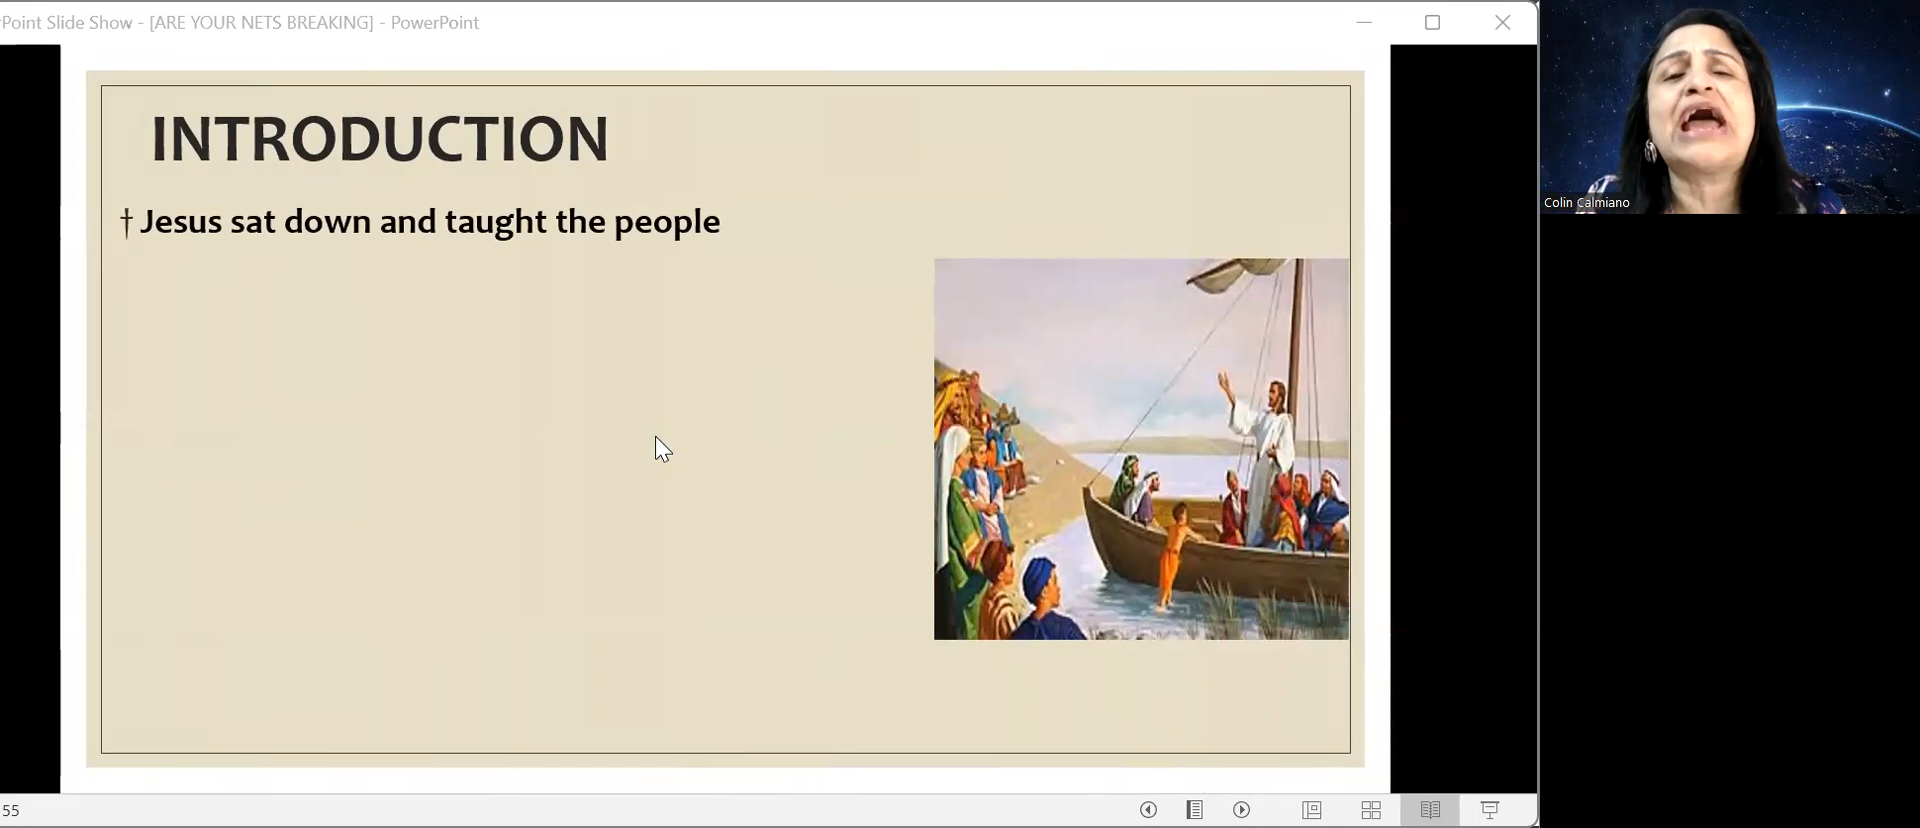 Point Slide Show - [ARE YOUR NETS BREAKING] - PowerPoint
INTRODUCTION
† Jesus sat down and taught the people
Colin Calmiano
55